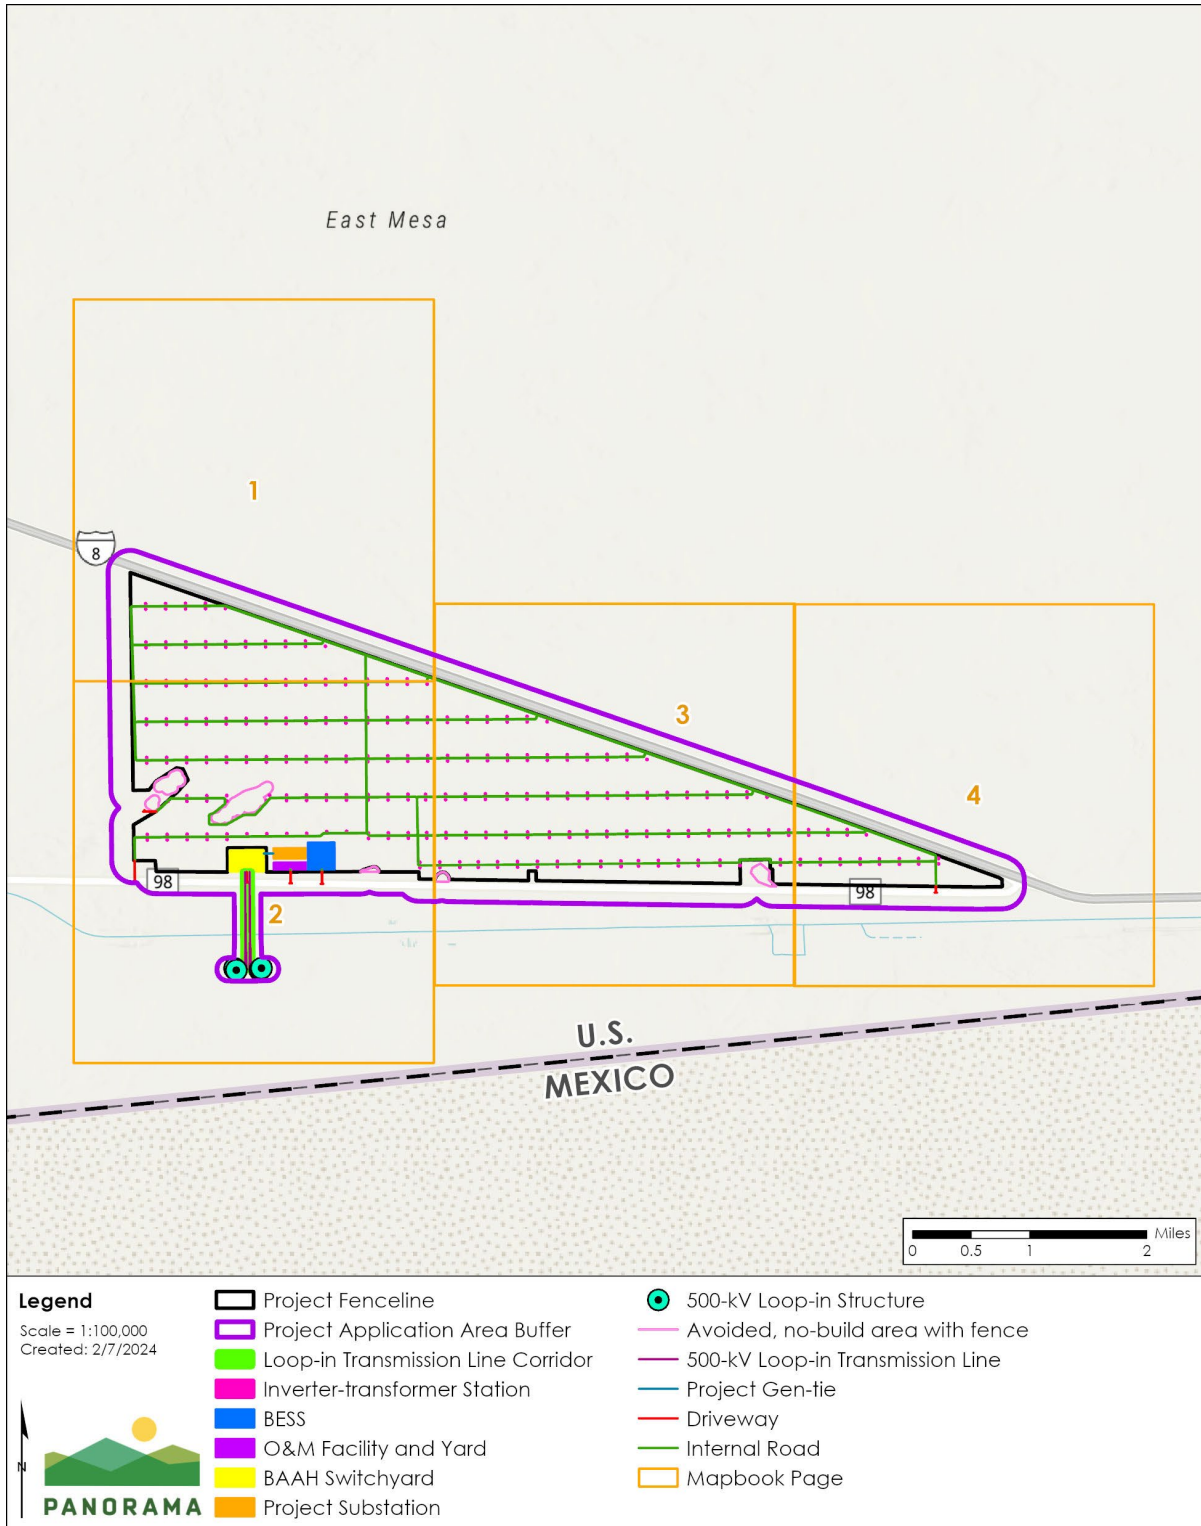 East Mesa
1
8
3
4
98
98
2
U.S.
MEXICO
Miles
0 0.5 1 2
Legend
Scale = 1:100,000
Created: 2/7/2024
N
PANORAMA
Project Fenceline
Project Application Area Buffer
Loop-in Transmission Line Corridor
Inverter-transformer Station
BESS
O&M Facility and Yard
BAAH Switchyard
Project Substation
500-kV Loop-in Structure
Avoided, no-build area with fence
500-kV Loop-in Transmission Line
Project Gen-tie
Driveway
Internal Road
Mapbook Page